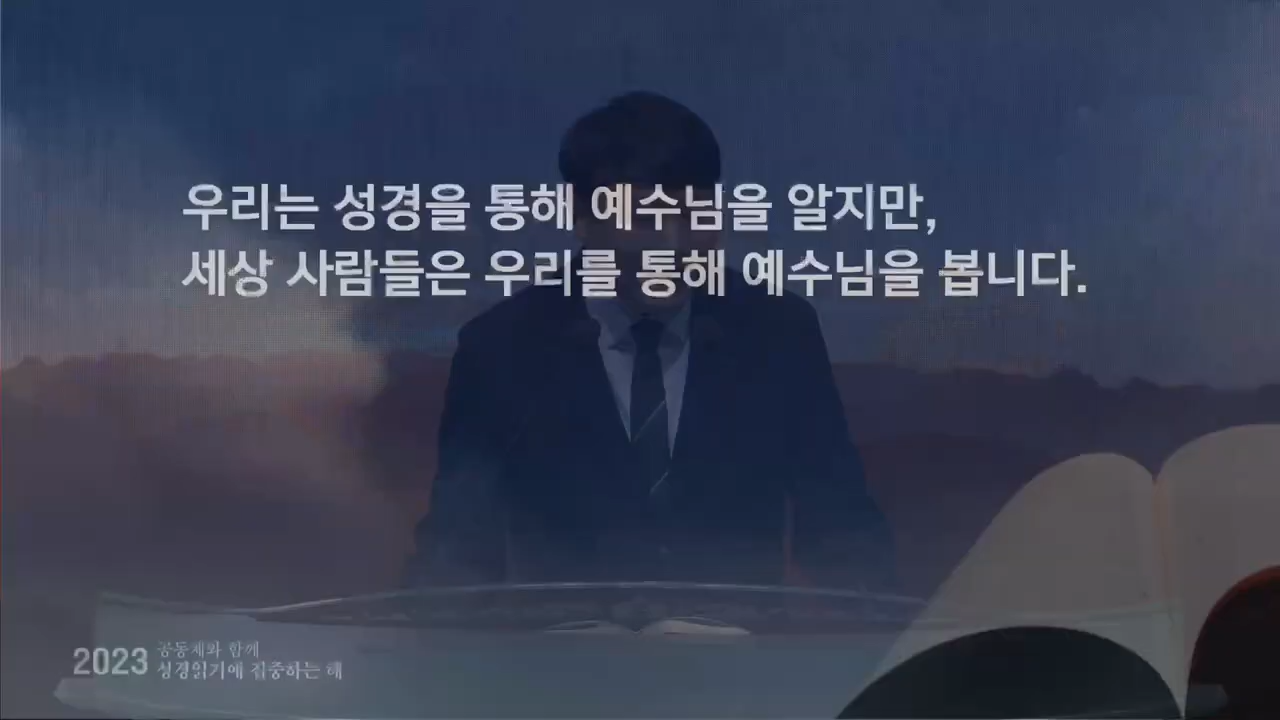 우리는 성경을 통해 예수님을 알지만,
세상 사람들은 우리를 통해 예수님을 봅니다.
2023 공동체와 함께
성경읽기에 집중하는 해